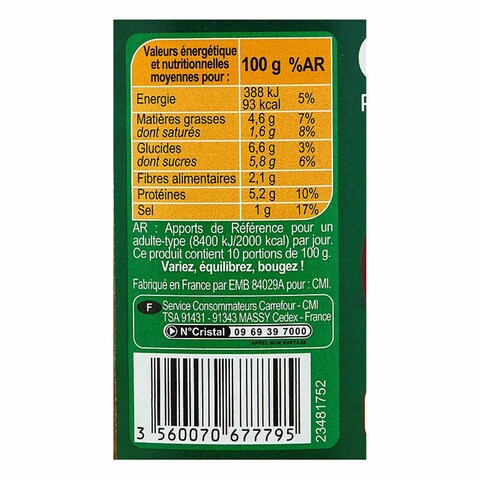 Valeurs énergétique
et nutritionnelles
moyennes pour :
100 g %AR
Energie 388 kJ 5%
93 kcal
Matières grasses 4,6 g 7%
dont saturés 1,6 g 8%
Glucides 6,6 g 3%
dont sucres 5,8 g 6%
Fibres alimentaires 2,1 g
Protéines 5,2 g 10%
Sel 1 g 17%
AR : Apports de Référence pour un
adulte-type (8400 kJ/2000 kcal) par jour.
Ce produit contient 10 portions de 100 g.
Variez, équilibrez, bougez !
Fabriqué en France par EMB 84029A pour : CMI.
F Service Consommateurs Carrefour - CMI
TSA 91431 - 91343 MASSY Cedex - France
N°Cristal 09 69 39 7000
APPEL NON SURTAXE
3 560070 677795
23481752